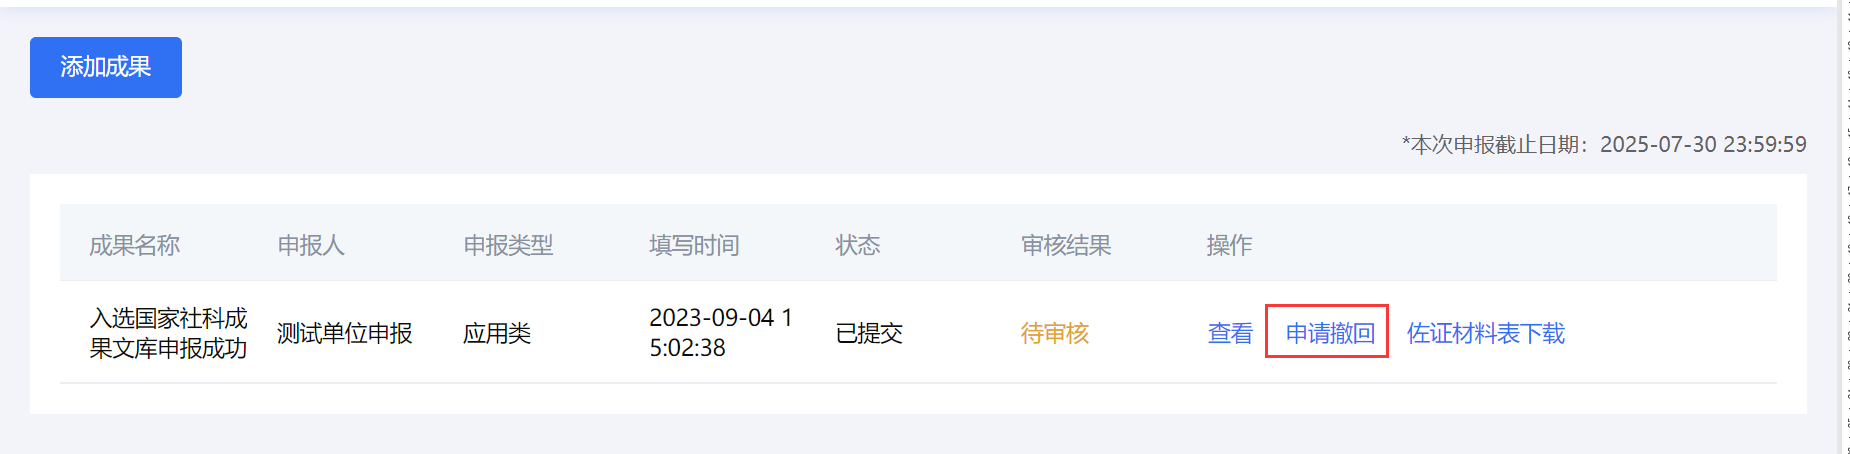 添加成果
*本次申报截止日期：2025-07-30 23:59:59
成果名称 申报人 申报类型 填写时间 状态 审核结果 操作
入选国家社科成果文库申报成功 测试单位申报 应用类 2023-09-04 15:02:38 已提交 待审核 查看 申请撤回 佐证材料表下载